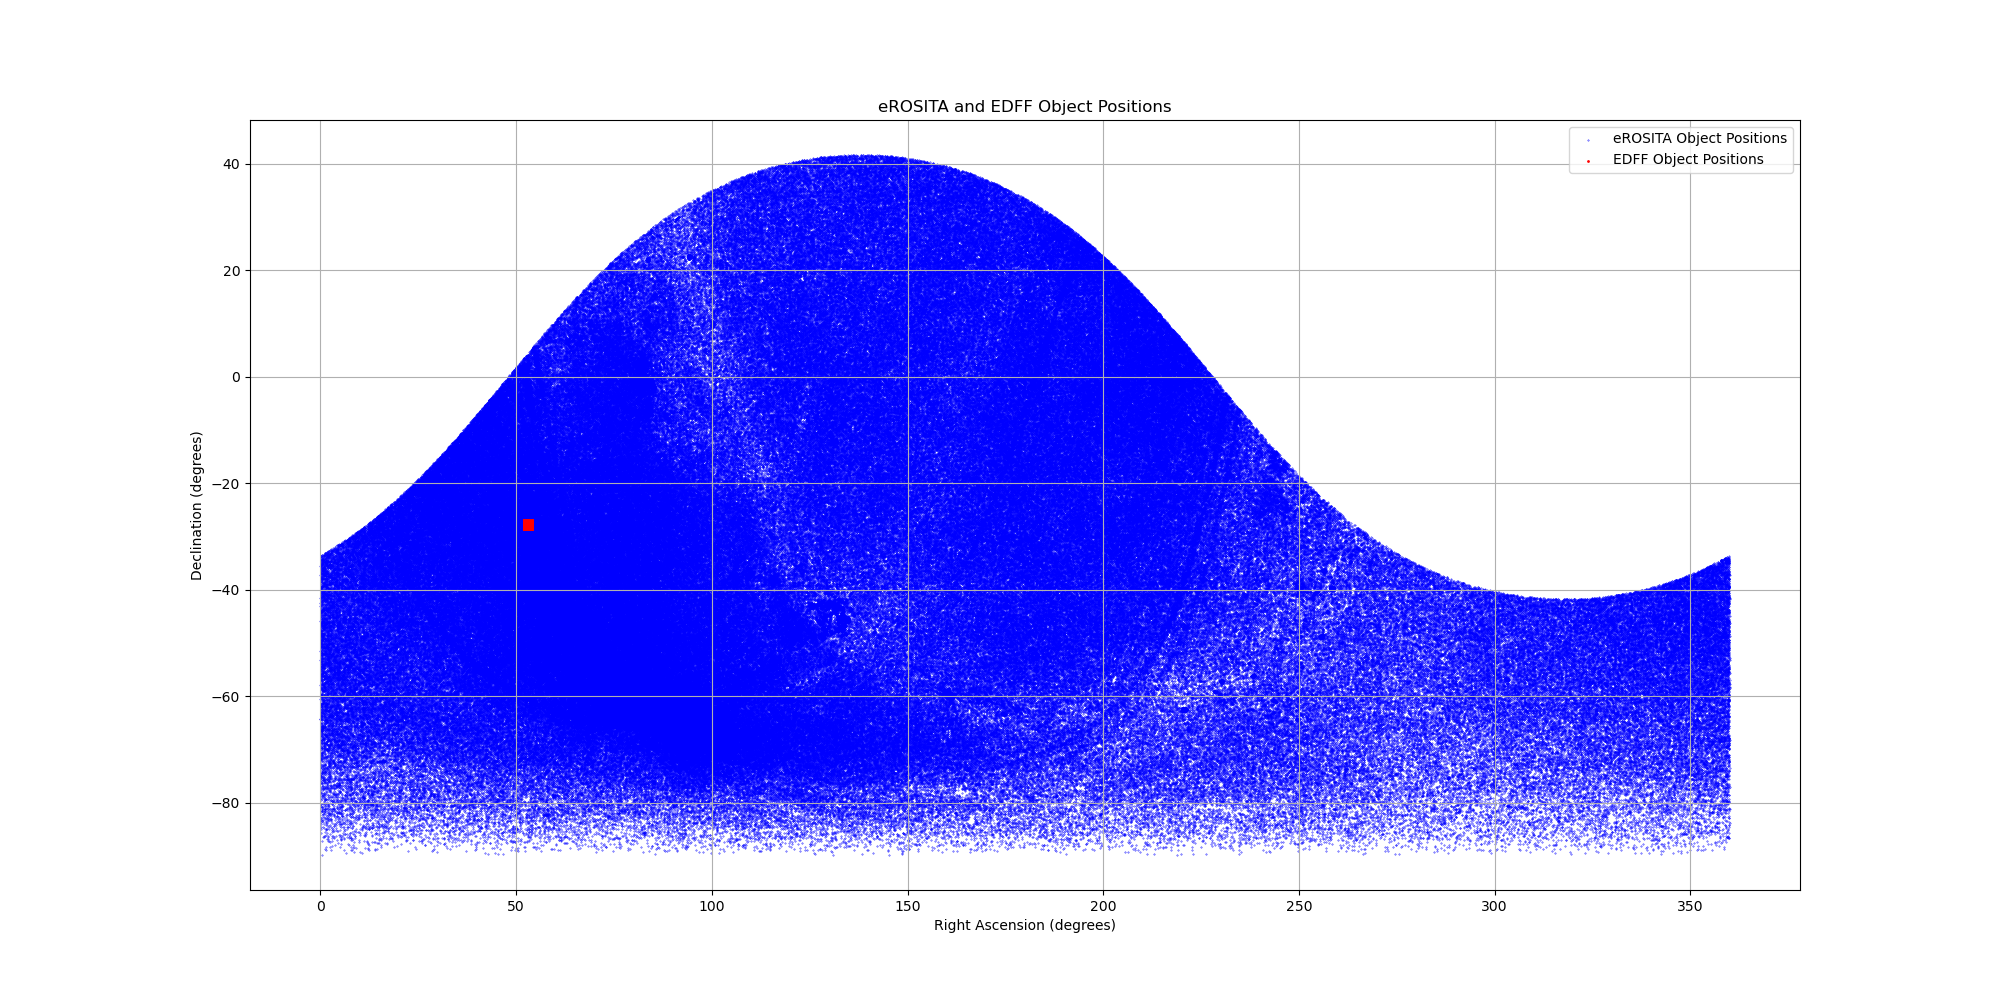 eROSITA and EDFF Object Positions
eROSITA Object Positions
EDFF Object Positions
Declination (degrees)
40
20
0
−20
−40
−60
−80
0 50 100 150 200 250 300 350
Right Ascension (degrees)